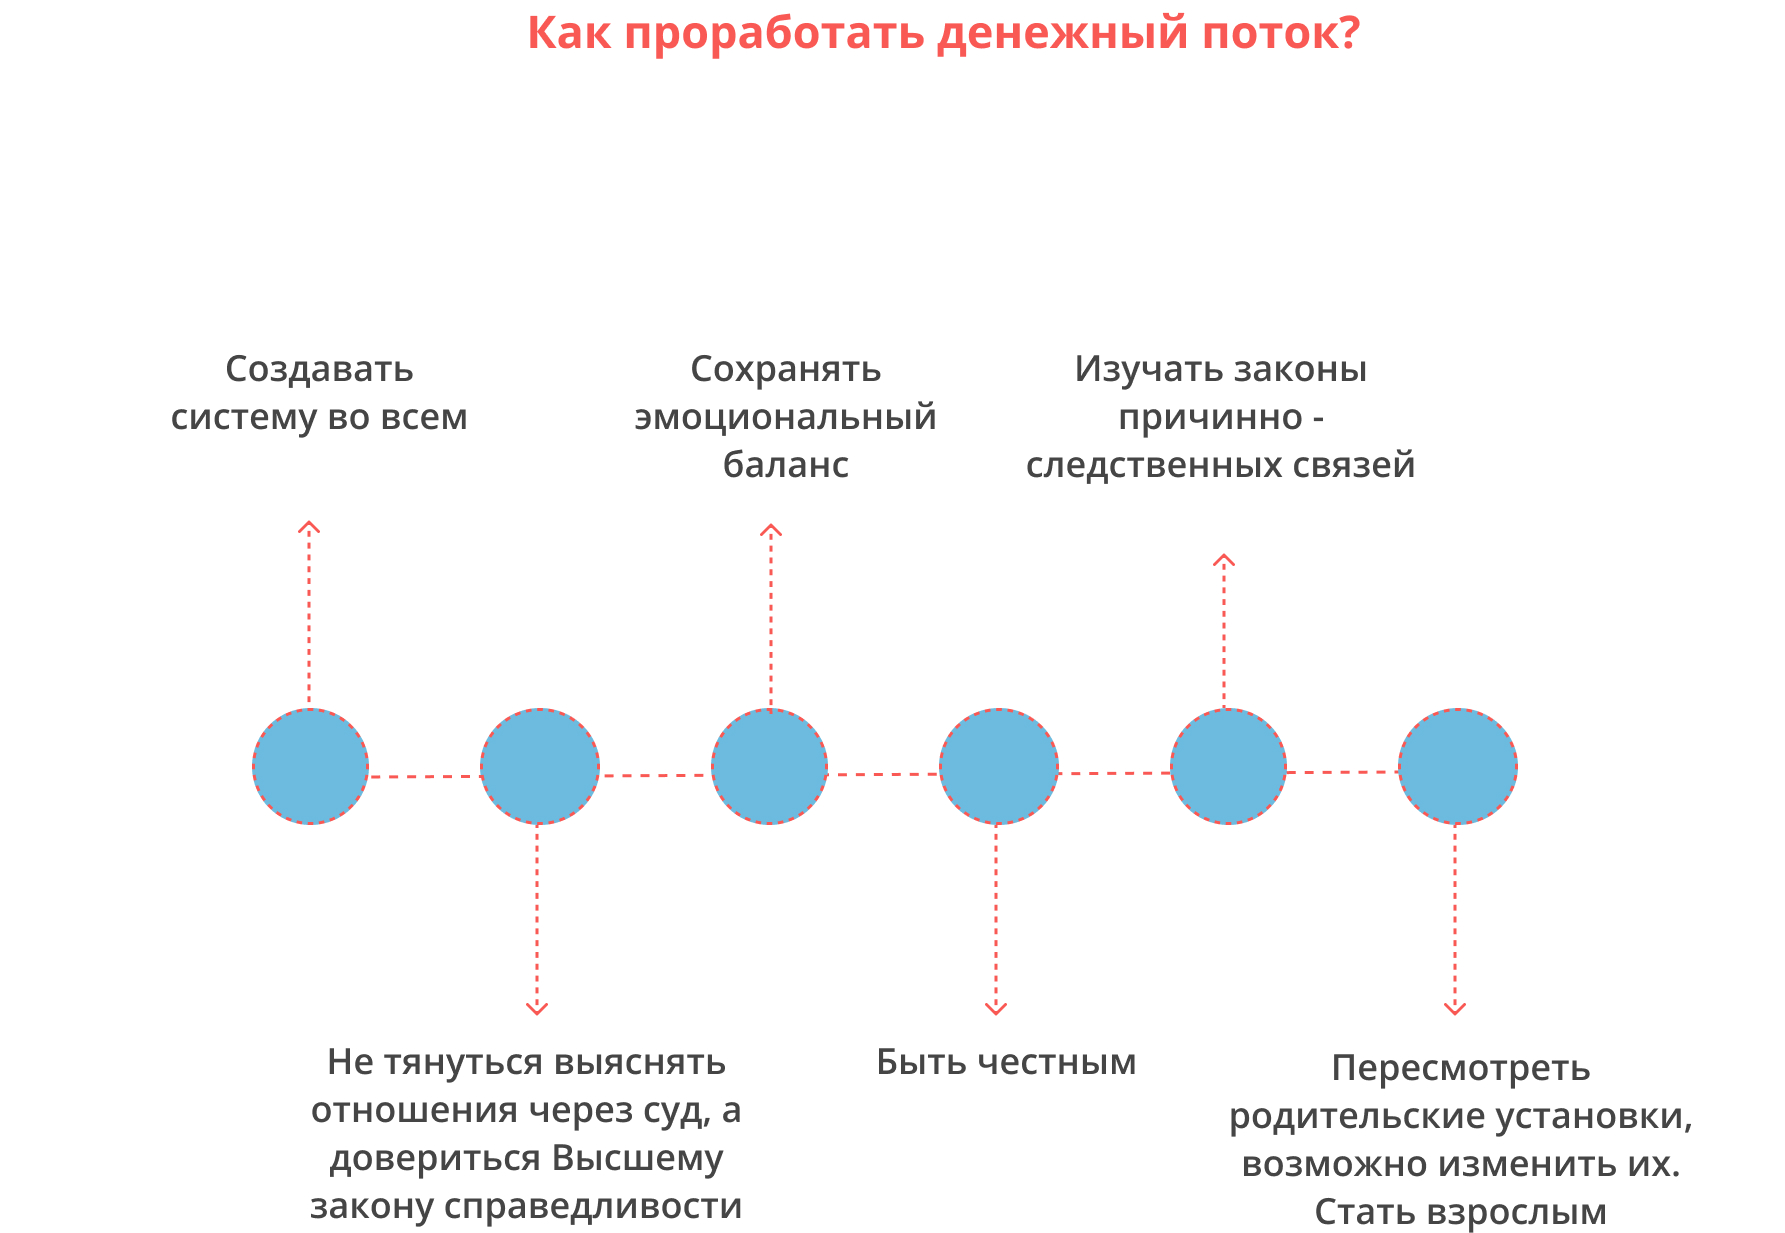 Как проработать денежный поток?
Создавать
систему во всем
Сохранять
эмоциональный
баланс
Изучать законы
причинно -
следственных связей
Не тянуться выяснять
отношения через суд, а
довериться Высшему
закону справедливости
Быть честным
Пересмотреть
родительские установки,
возможно изменить их.
Стать взрослым